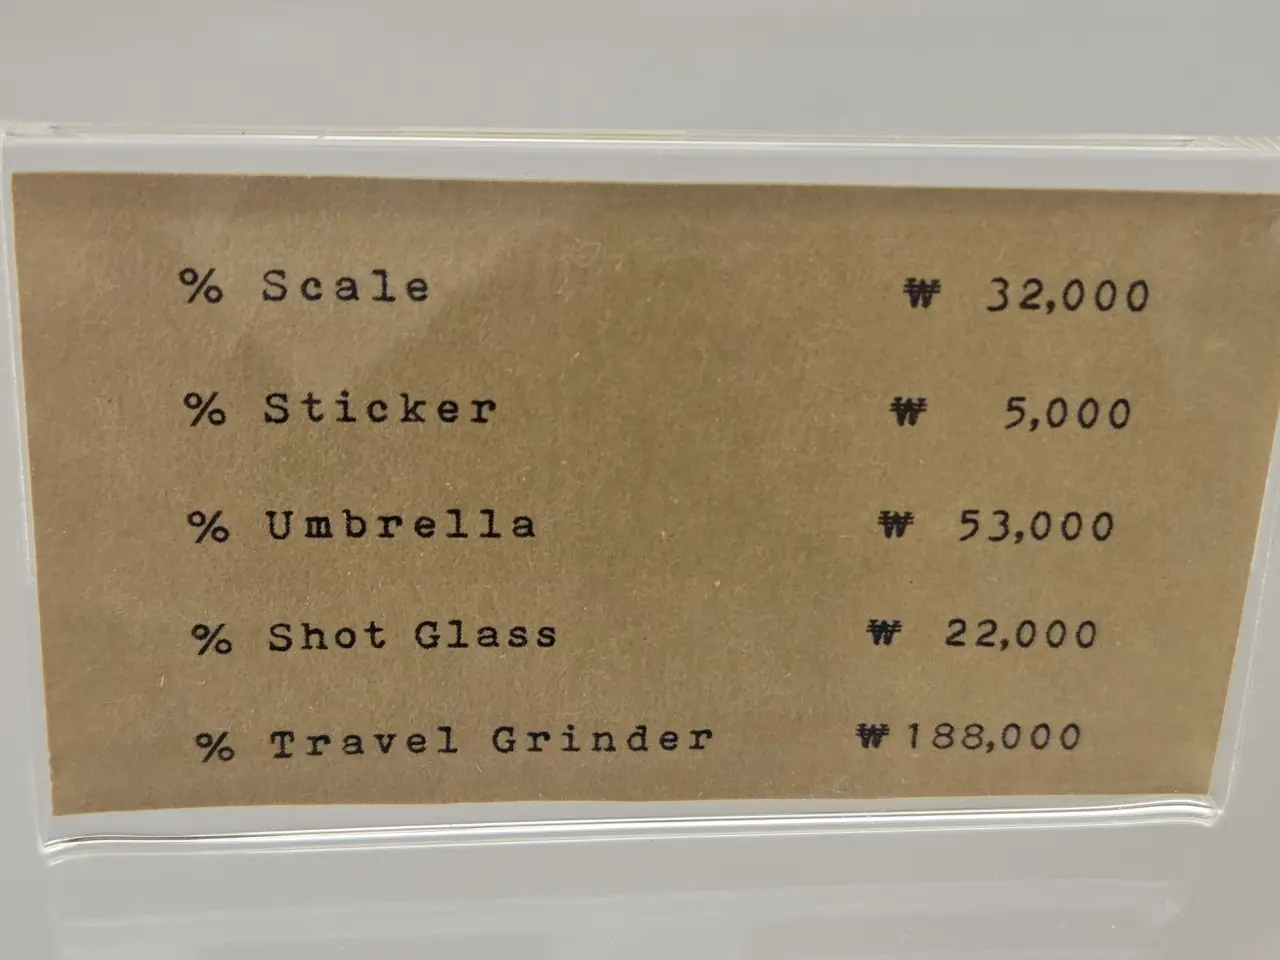 % Scale ₩ 32,000
% Sticker ₩ 5,000
% Umbrella ₩ 53,000
% Shot Glass ₩ 22,000
% Travel Grinder ₩188,000